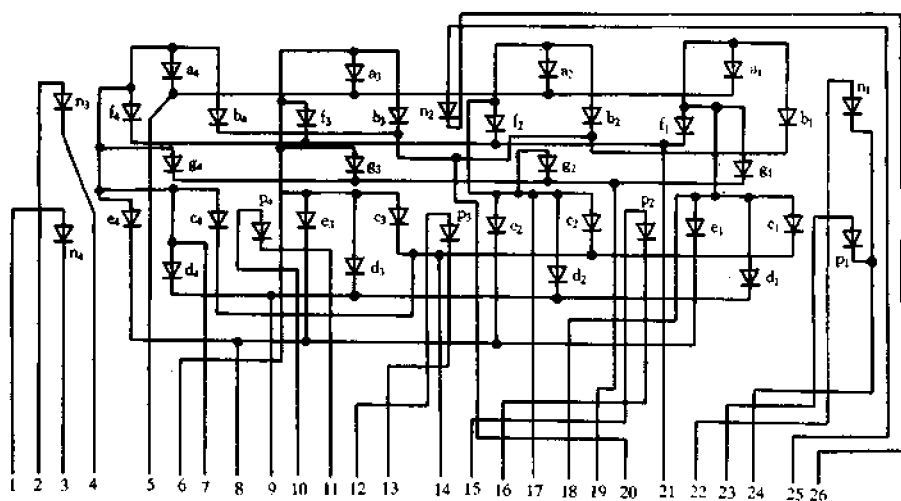 a₄ a₃ a₂ a₁
n₃ n₂ n₁
f₄ b₄ f₃ b₃ f₂ b₂ f₁ b₁
g₄ g₃ g₂ g₁
e₄ c₄ p₄ e₃ c₃ p₃ c₂ c₂ p₂ e₁ c₁
n₄ p₁
d₄ d₃ d₂ d₁
1 2 3 4 5 6 7 8 9 10 11 12 13 14 15 16 17 18 19 20 21 22 23 24 25 26